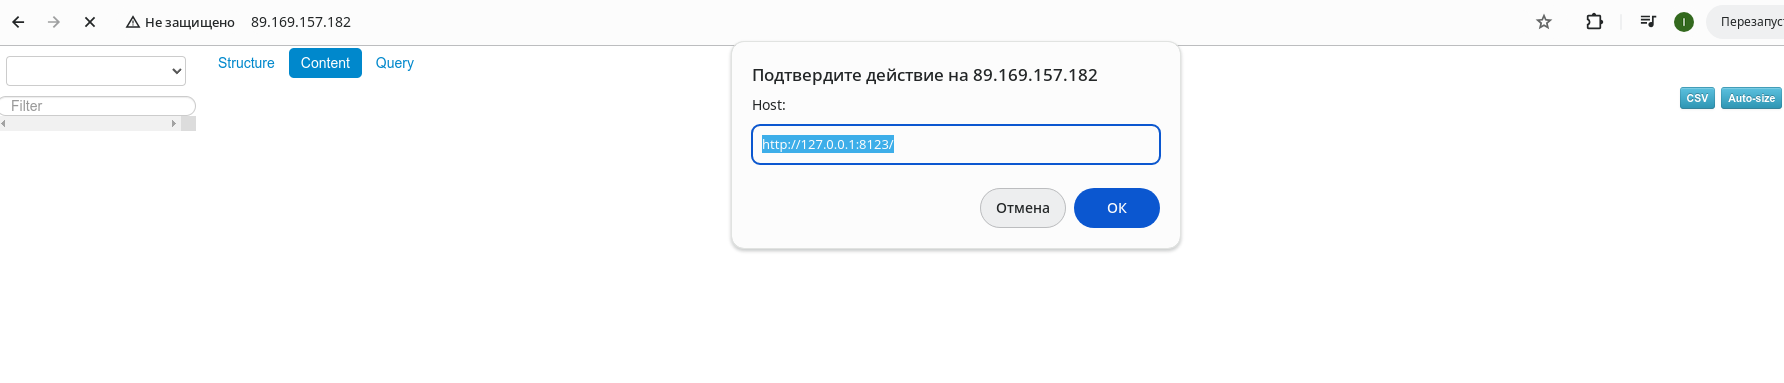 Не защищено 89.169.157.182
Перезапус
Structure Content Query
Filter
CSV Auto-size
Подтвердите действие на 89.169.157.182
Host:
http://127.0.0.1:8123/
Отмена ОК
I